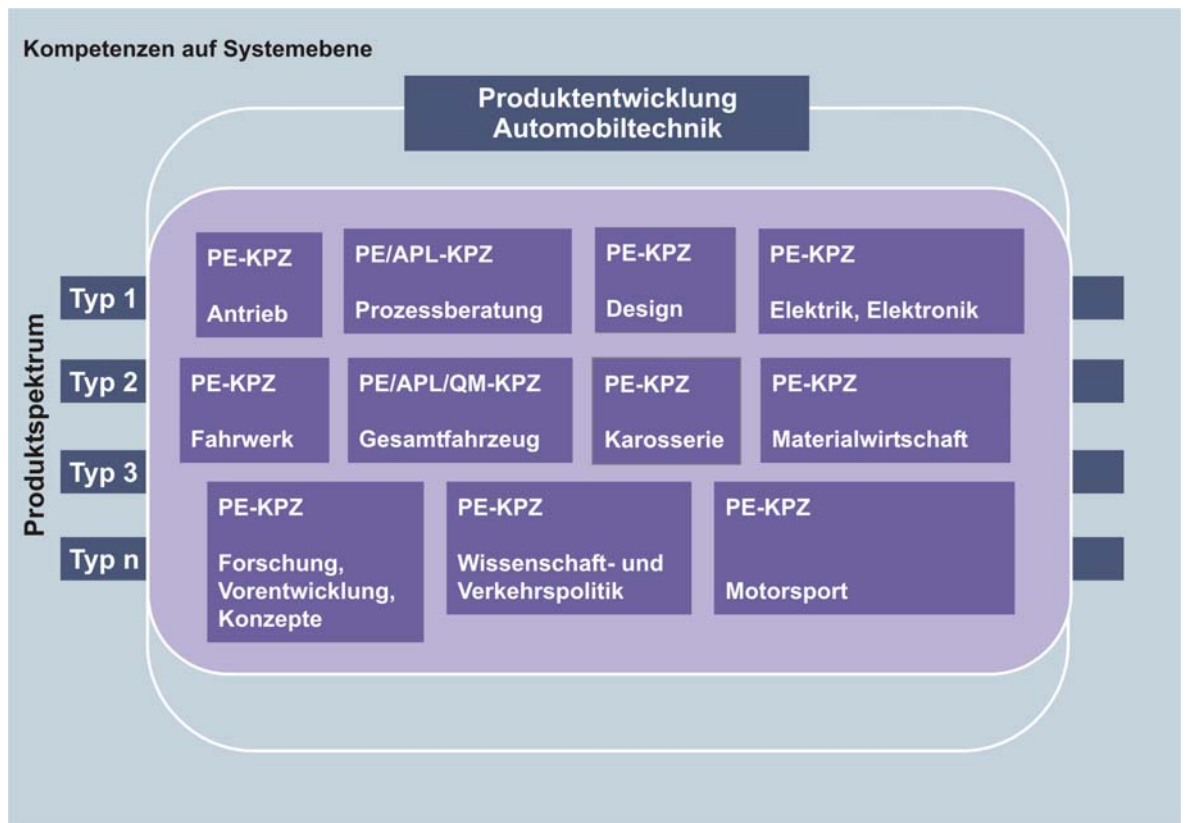 Kompetenzen auf Systemebene
Produktentwicklung
Automobiltechnik
Produktspektrum
Typ 1
Typ 2
Typ 3
Typ n
PE-KPZ
Antrieb
PE/APL-KPZ
Prozessberatung
PE-KPZ
Design
PE-KPZ
Elektrik, Elektronik
PE-KPZ
Fahrwerk
PE/APL/QM-KPZ
Gesamtfahrzeug
PE-KPZ
Karosserie
PE-KPZ
Materialwirtschaft
PE-KPZ
Forschung,
Vorentwicklung,
Konzepte
PE-KPZ
Wissenschaft- und
Verkehrspolitik
PE-KPZ
Motorsport